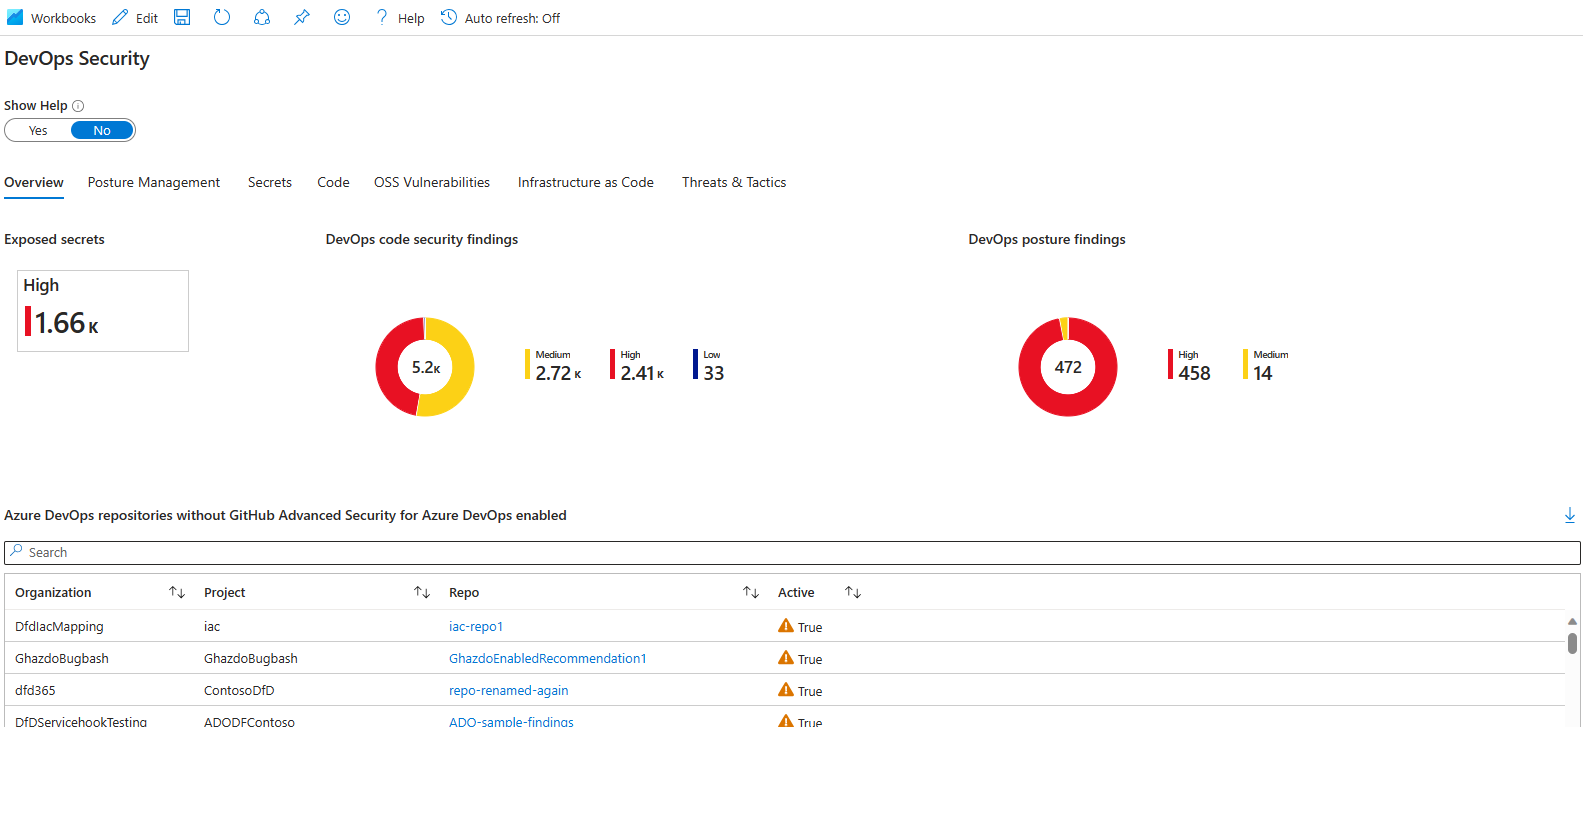 Workbooks Edit Help Auto refresh: Off
DevOps Security
Show Help
Yes No
Overview Posture Management Secrets Code OSS Vulnerabilities Infrastructure as Code Threats & Tactics
Exposed secrets DevOps code security findings DevOps posture findings
High
1.66 K
5.2K
Medium High Low
2.72 K 2.41 K 33
472
High Medium
458 14
Azure DevOps repositories without GitHub Advanced Security for Azure DevOps enabled
Search
Organization Project Repo Active
DfdIacMapping iac iac-repo1 True
GhazdoBugbash GhazdoBugbash GhazdoEnabledRecommendation1 True
dfd365 ContosoDfD repo-renamed-again True
DfDServicehookTesting ADODFContoso ADO-sample-findings True